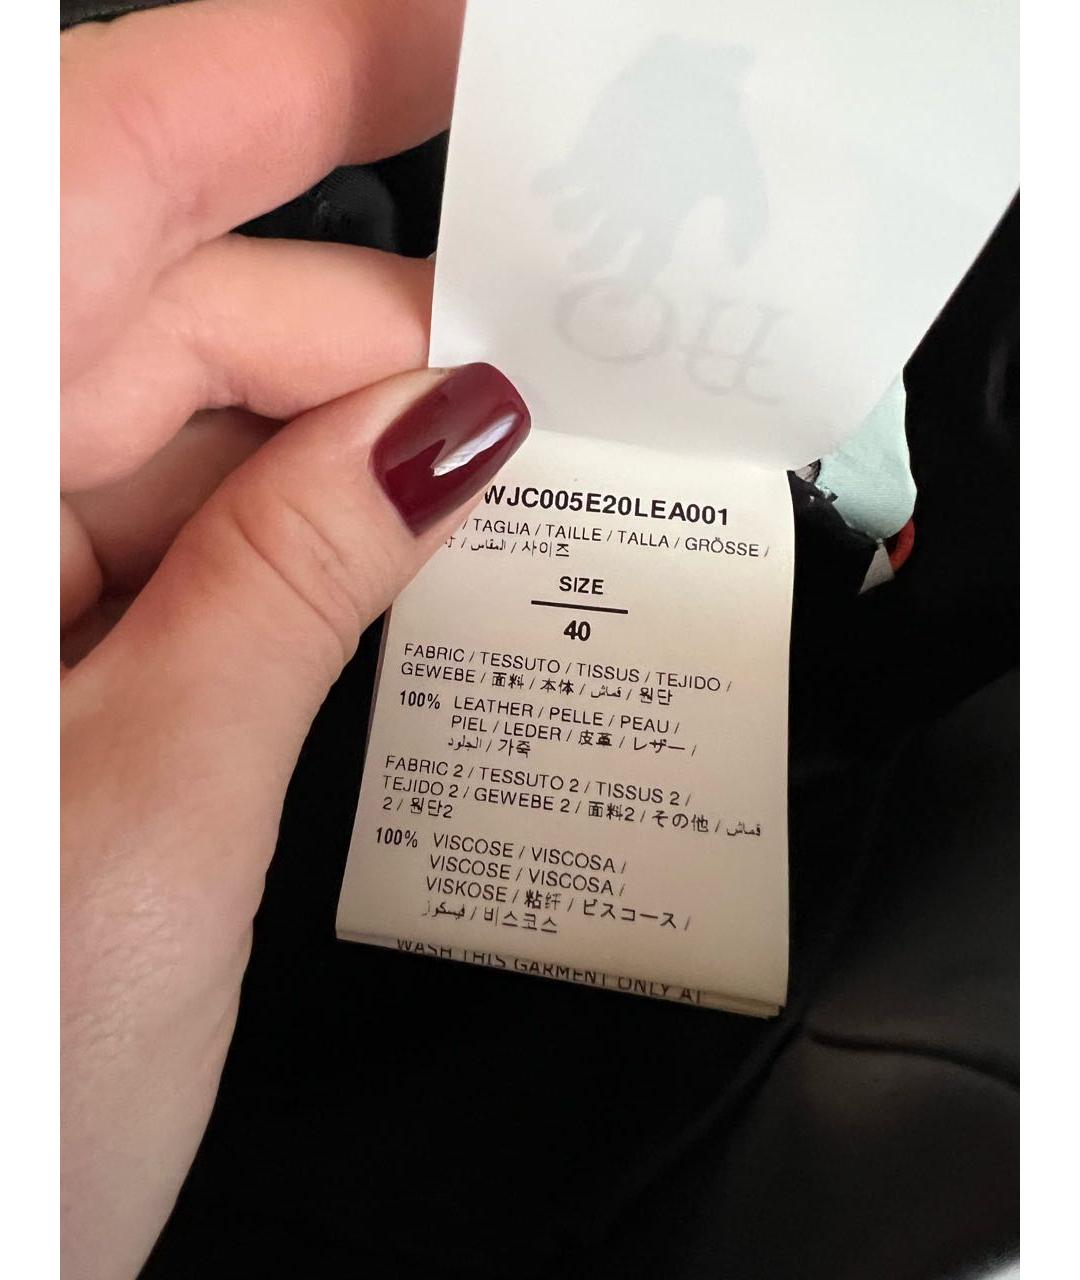 WJC005E20LEA001
/ TAGLIA / TAILLE / TALLA / GRÖSSE /
/ المقاس / 사이즈
SIZE
40
FABRIC / TESSUTO / TISSUS / TEJIDO /
GEWEBE / 面料 / 本体 / قماش / 원단
100% LEATHER / PELLE / PEAU /
PIEL / LEDER / 皮革 / レザー /
الجلود / 가죽
FABRIC 2 / TESSUTO 2 / TISSUS 2 /
TEJIDO 2 / GEWEBE 2 / 面料2 / その他 / قماش
2 / 원단2
100% VISCOSE / VISCOSA /
VISCOSE / VISCOSA /
VISKOSE / 粘纤 / ビスコース /
فيسكوز / 비스코스
WASH THIS GARMENT ONLY AT